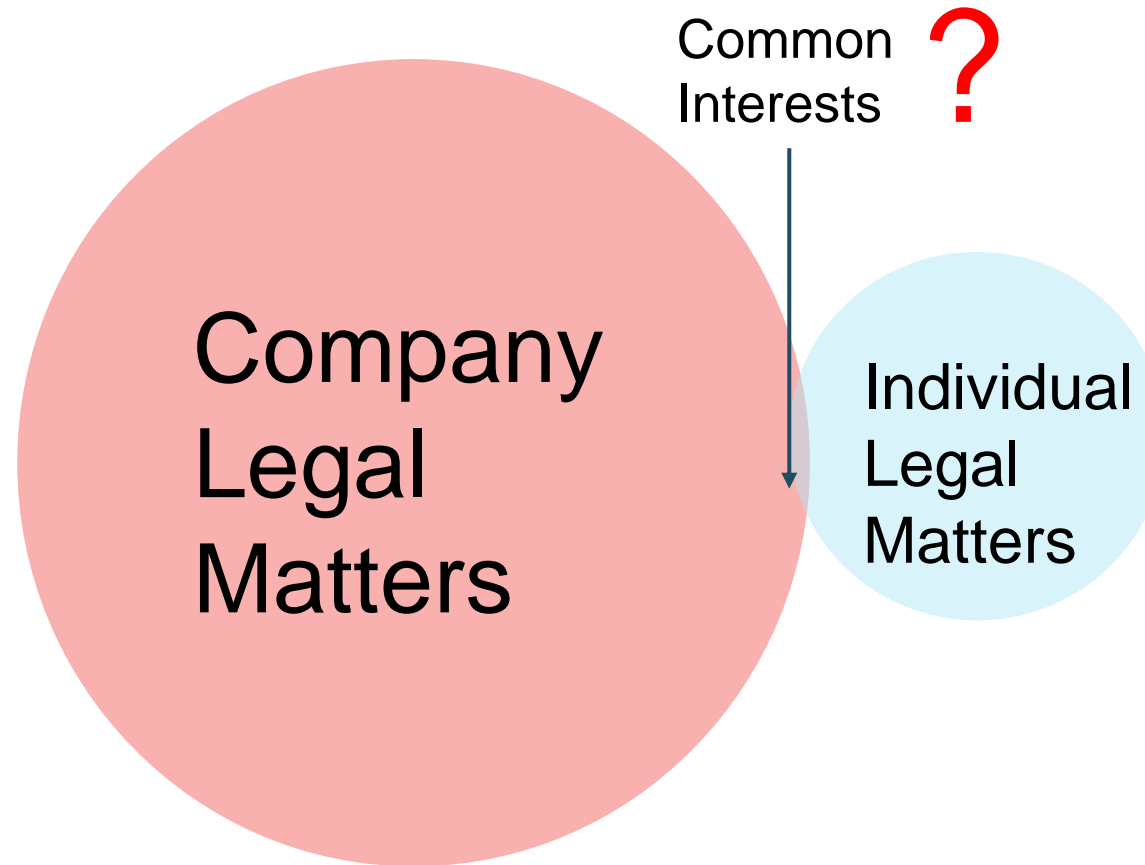 Common
Interests ?
Company
Legal
Matters
Individual
Legal
Matters